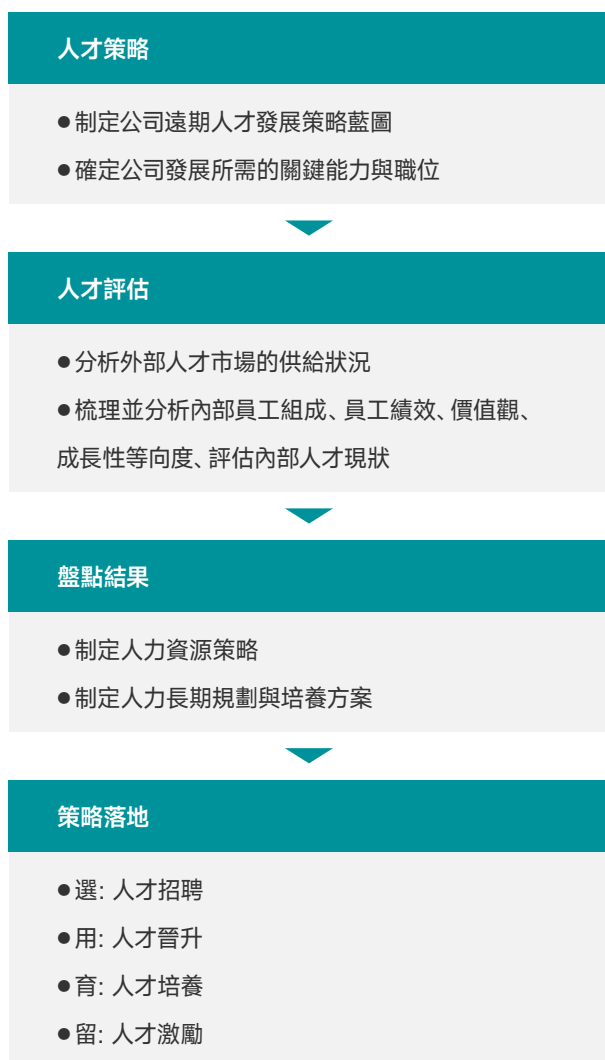 人才策略
●制定公司遠期人才發展策略藍圖
●確定公司發展所需的關鍵能力與職位
人才評估
●分析外部人才市場的供給狀況
●梳理並分析內部員工組成、員工績效、價值觀、
成長性等向度、評估內部人才現狀
盤點結果
●制定人力資源策略
●制定人力長期規劃與培養方案
策略落地
●選: 人才招聘
●用: 人才晉升
●育: 人才培養
●留: 人才激勵